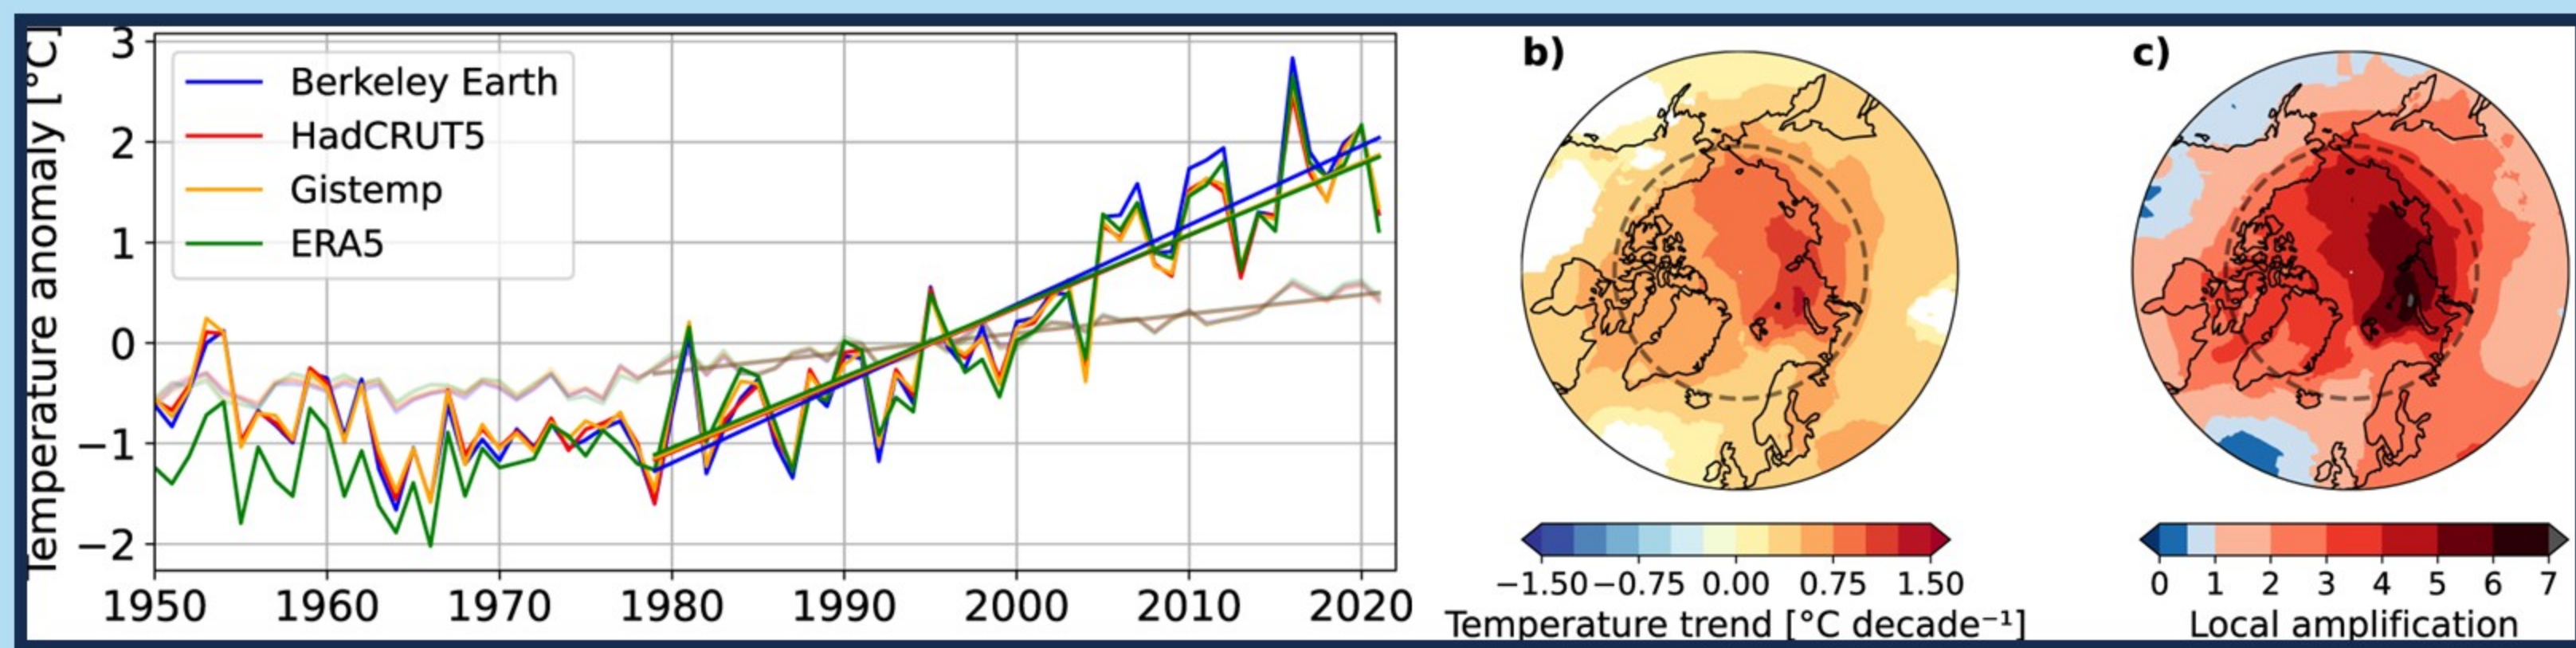 Temperature anomaly [°C]
3
2
1
0
−1
−2
Berkeley Earth
HadCRUT5
Gistemp
ERA5
1950 1960 1970 1980 1990 2000 2010 2020
b)
−1.50 −0.75 0.00 0.75 1.50
Temperature trend [°C decade⁻¹]
c)
0 1 2 3 4 5 6 7
Local amplification